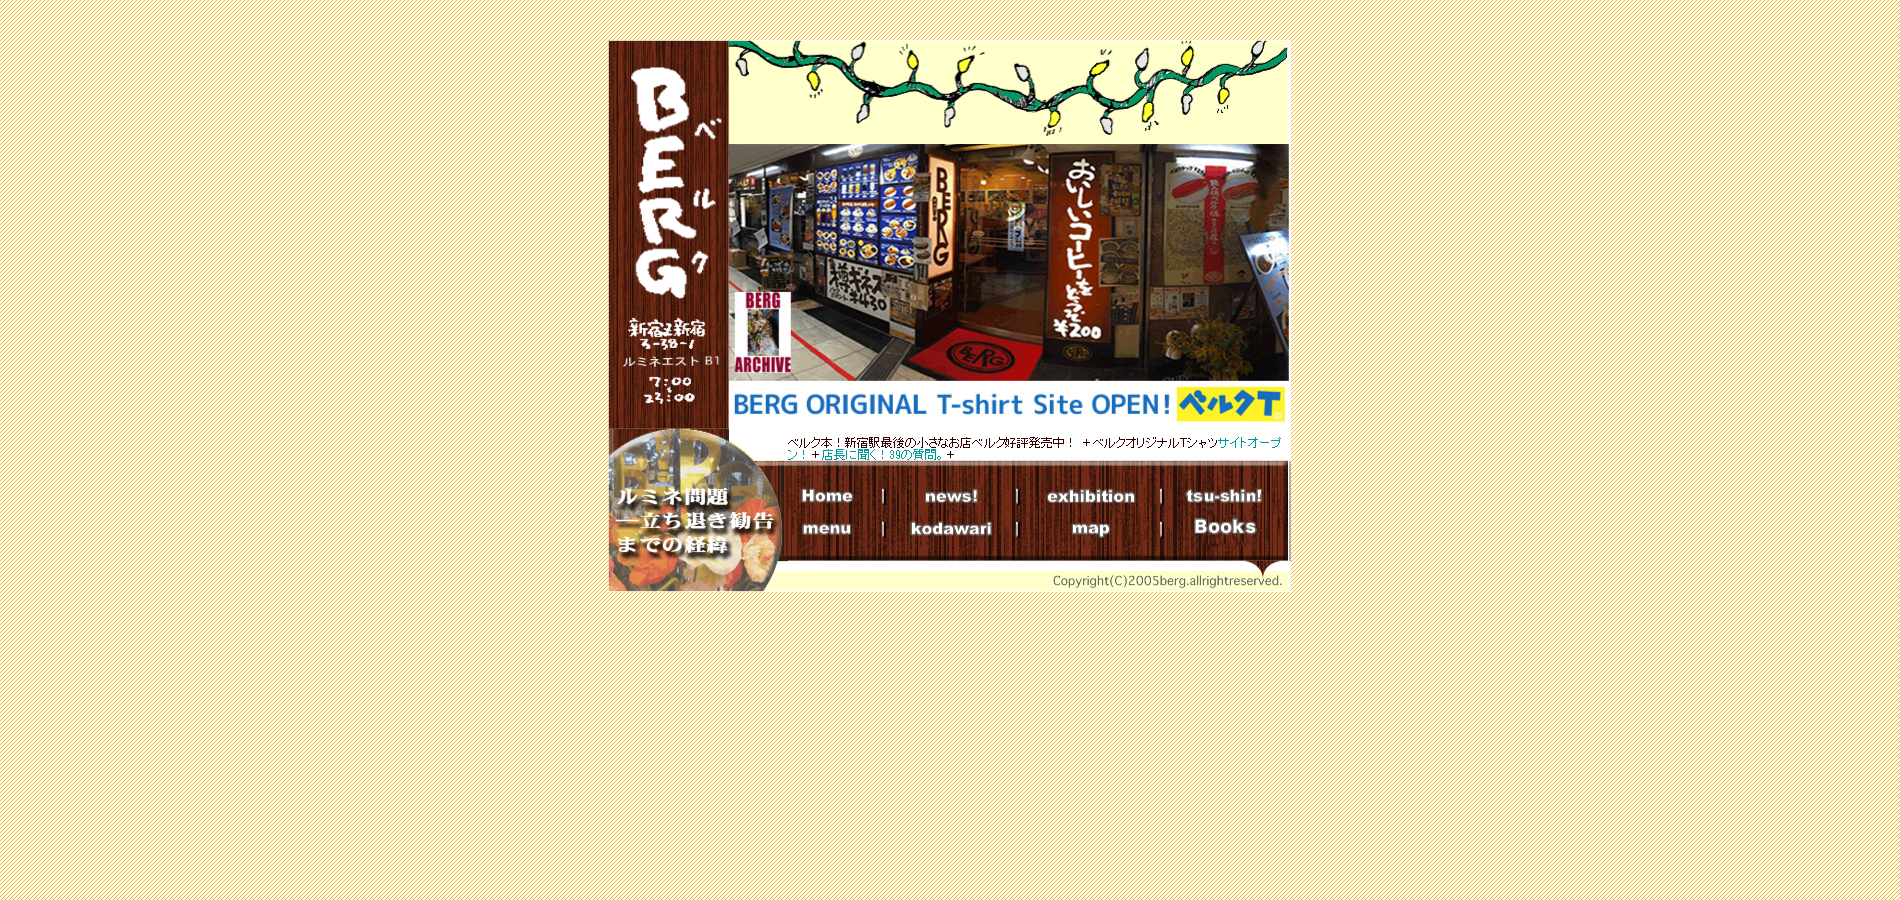 BERG
ベルク
新宿区新宿
3-38-1
ルミネエスト B1
7:00
〜
23:00
BERG
おいしいコーヒーをどうぞ
¥200
樽ギネス
¥430
BERG
BERG
ARCHIVE
BERG ORIGINAL T-shirt Site OPEN!
ベルクT
ベルク本！新宿駅最後の小さなお店ベルク好評発売中！ ＋ベルクオリジナルTシャツサイトオープ
ン！＋店長に聞く！39の質問。＋
ルミネ問題
―立ち退き勧告
までの経緯
Home | news! | exhibition | tsu-shin!
menu | kodawari | map | Books
Copyright(C)2005berg.allrightreserved.